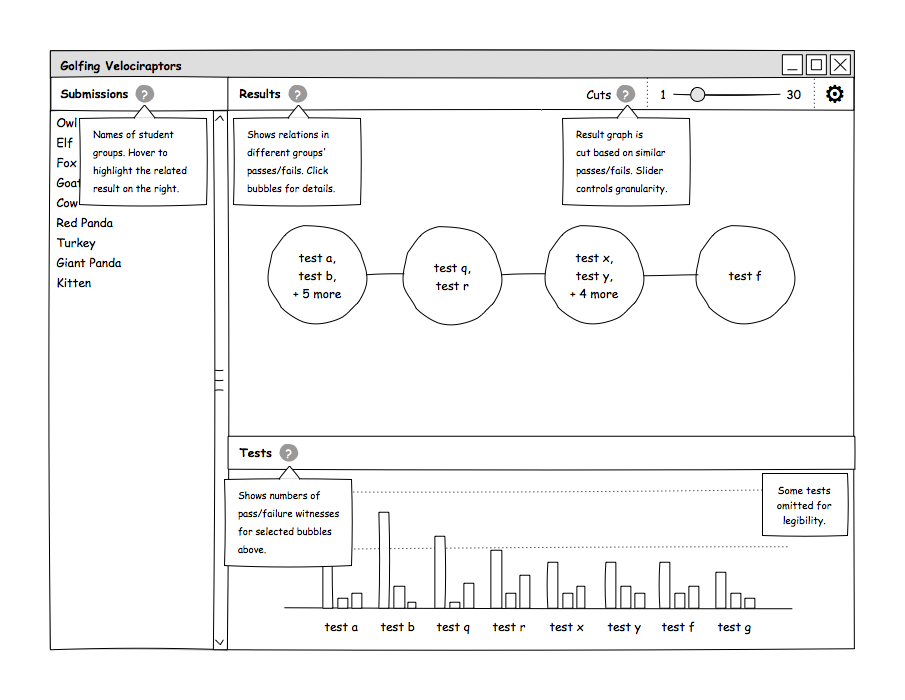 Golfing Velociraptors
Submissions ?
Results ?
Cuts ?
1
30
Owl
Elf
Fox
Goat
Cow
Red Panda
Turkey
Giant Panda
Kitten
Names of student
groups. Hover to
highlight the related
result on the right.
Shows relations in
different groups'
passes/fails. Click
bubbles for details.
Result graph is
cut based on similar
passes/fails. Slider
controls granularity.
test a,
test b,
+ 5 more
test q,
test r
test x,
test y,
+ 4 more
test f
Tests ?
Shows numbers of
pass/failure witnesses
for selected bubbles
above.
Some tests
omitted for
legibility.
test a
test b
test q
test r
test x
test y
test f
test g